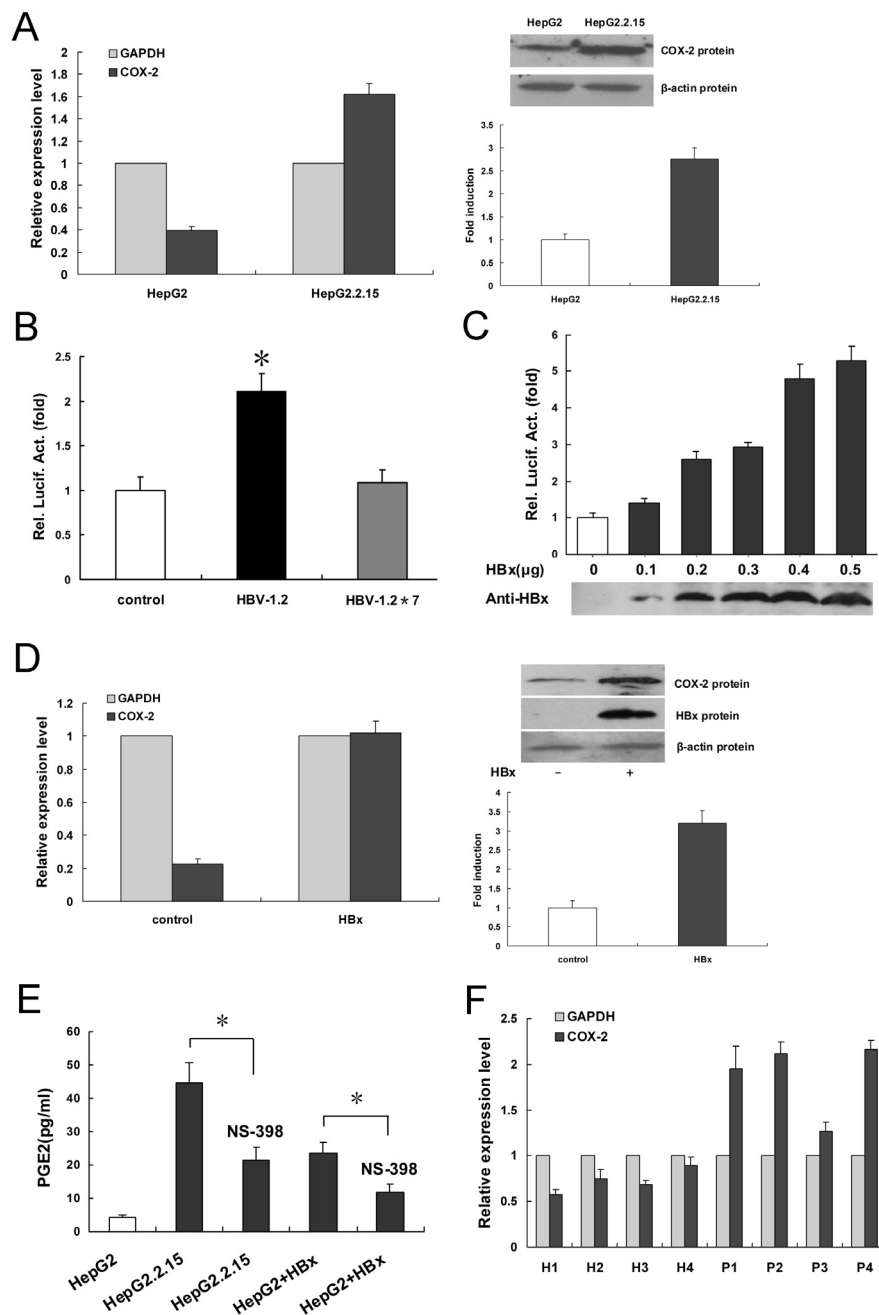 A
2
1.8
1.6
1.4
1.2
1
0.8
0.6
0.4
0.2
0
Reletive expression level
GAPDH
COX-2
HepG2 HepG2.2.15
HepG2 HepG2.2.15
COX-2 protein
β-actin protein
3.5
3
2.5
2
1.5
1
0.5
0
Fold induction
HepG2 HepG2.2.15
B
2.5
2
1.5
1
0.5
0
Rel. Lucif. Act. (fold)
*
control HBV-1.2 HBV-1.2*7
C
6
5
4
3
2
1
0
Rel. Lucif. Act. (fold)
HBx(μg) 0 0.1 0.2 0.3 0.4 0.5
Anti-HBx
D
1.2
1
0.8
0.6
0.4
0.2
0
Relative expression level
GAPDH
COX-2
control HBx
COX-2 protein
HBx protein
β-actin protein
HBx – +
4
3.5
3
2.5
2
1.5
1
0.5
0
Fold induction
control HBx
E
60
50
40
30
20
10
0
PGE2(pg/ml)
*
NS-398
*
NS-398
HepG2 HepG2.2.15 HepG2.2.15 HepG2+HBx HepG2+HBx
F
2.5
2
1.5
1
0.5
0
Relative expression level
GAPDH
COX-2
H1 H2 H3 H4 P1 P2 P3 P4